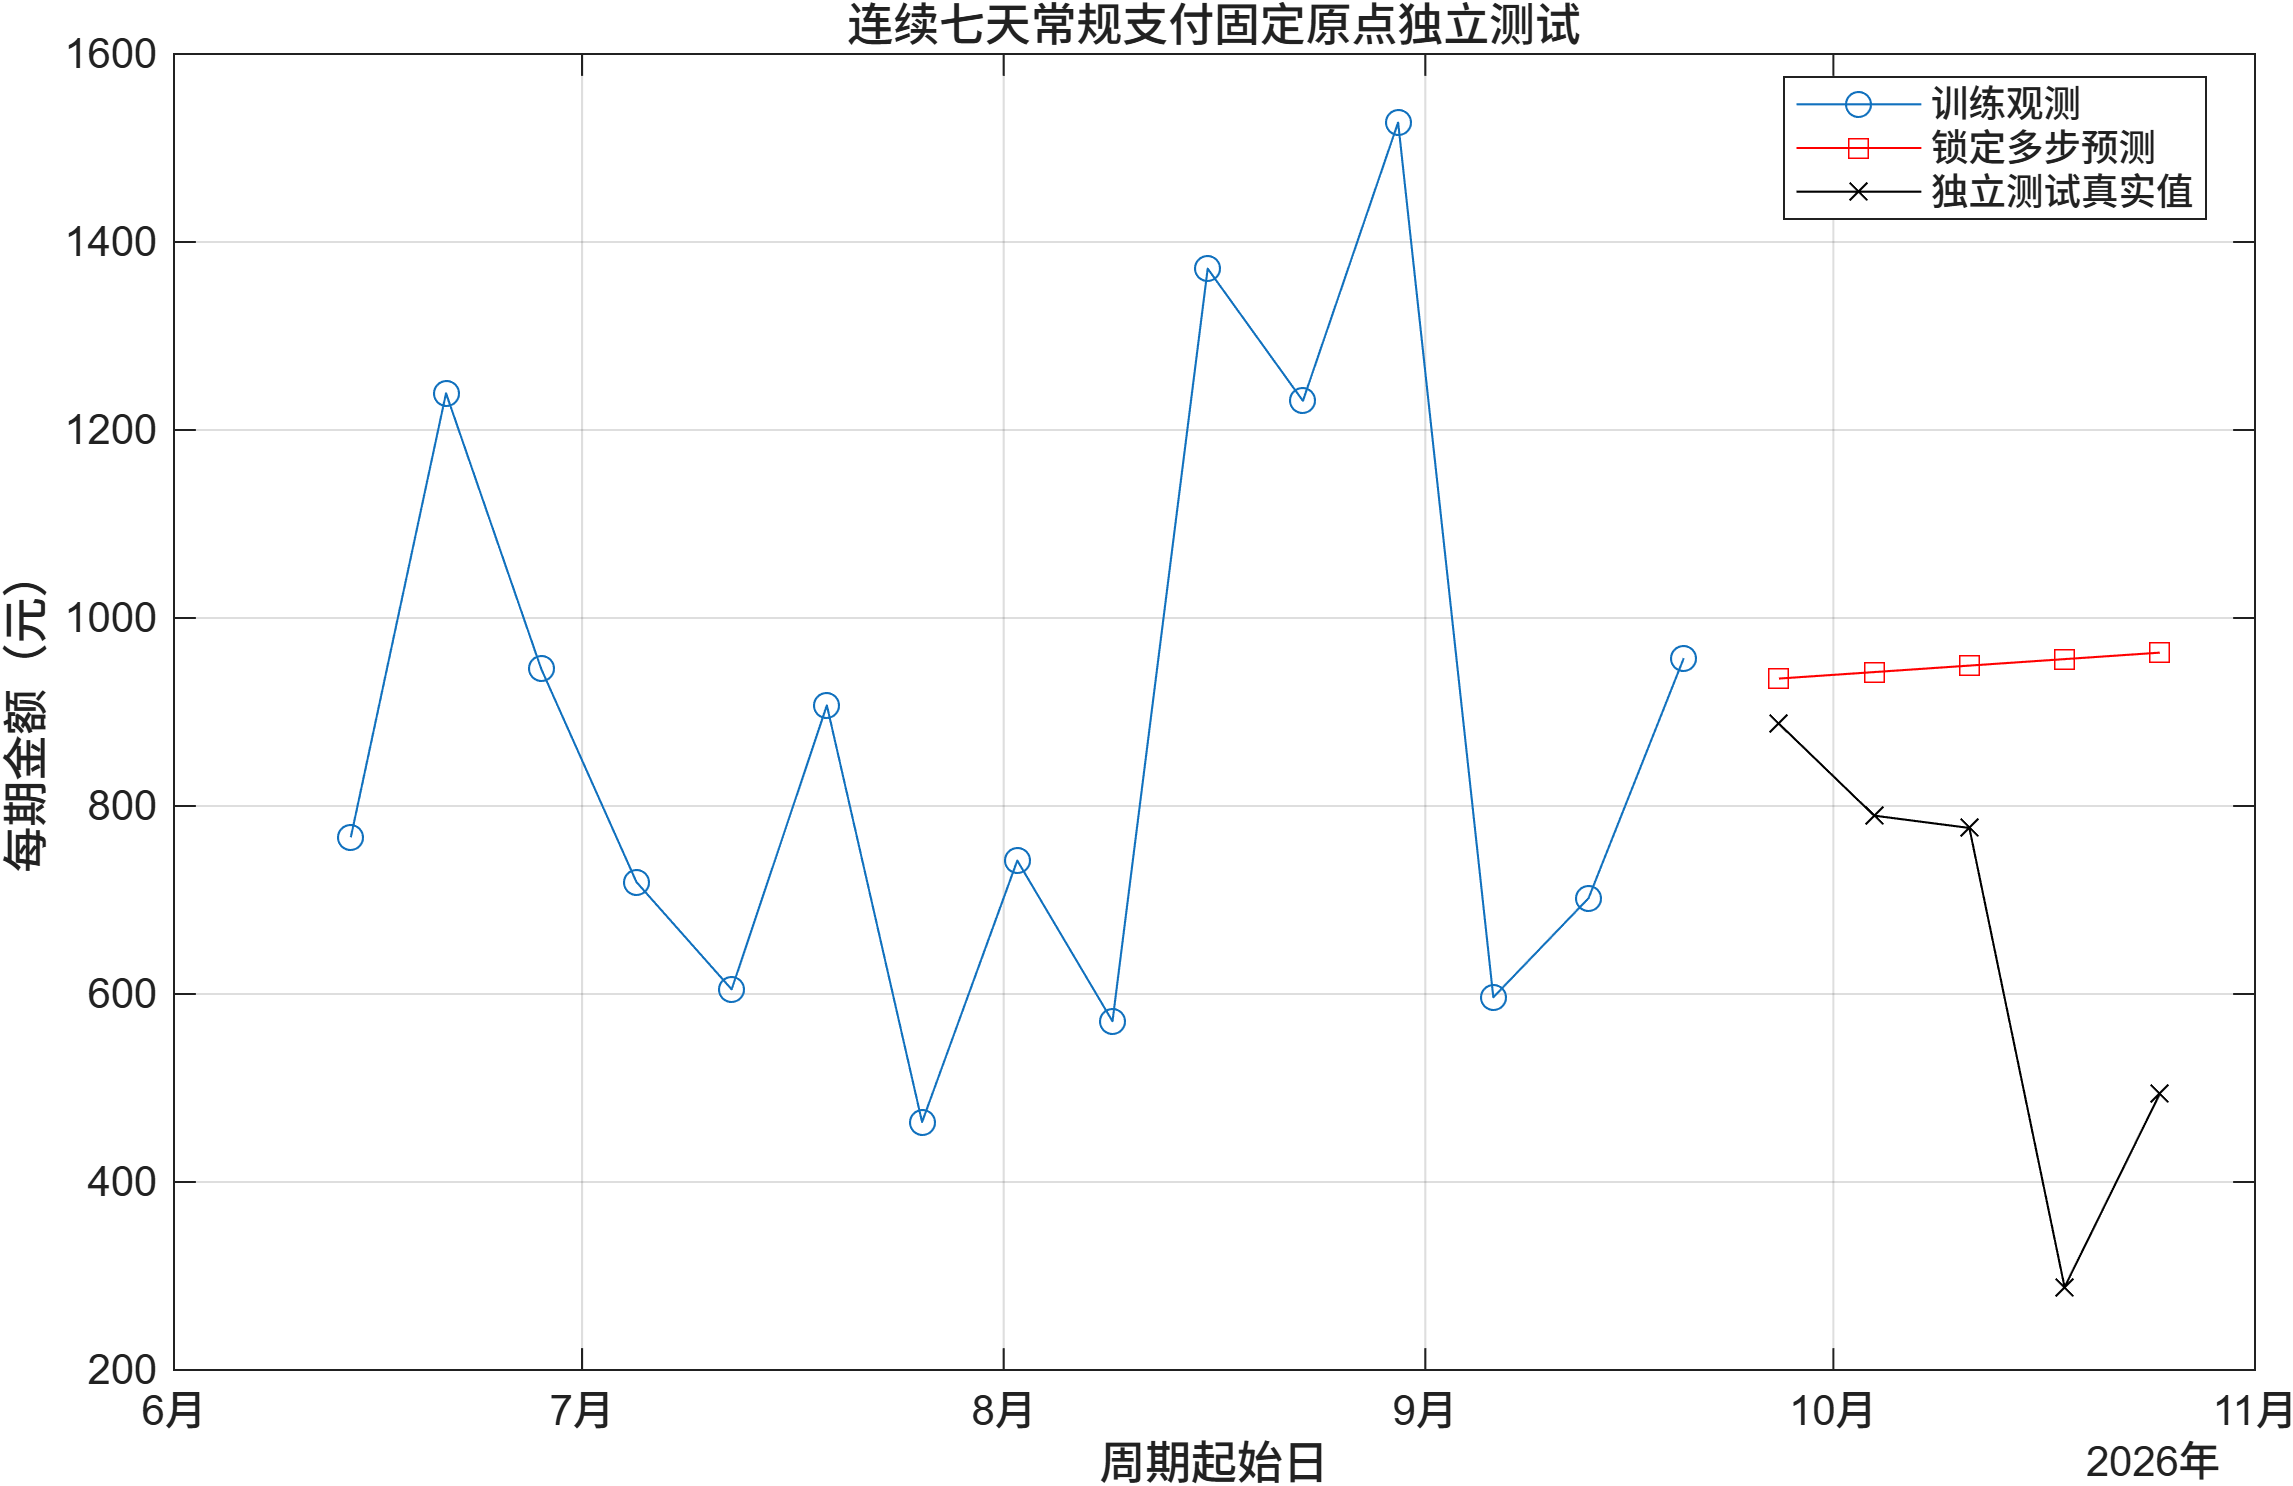 连续七天常规支付固定原点独立测试
1600
1400
1200
1000
800
600
400
200
每期金额（元）
训练观测
锁定多步预测
独立测试真实值
6月
7月
8月
9月
10月
11月
周期起始日
2026年